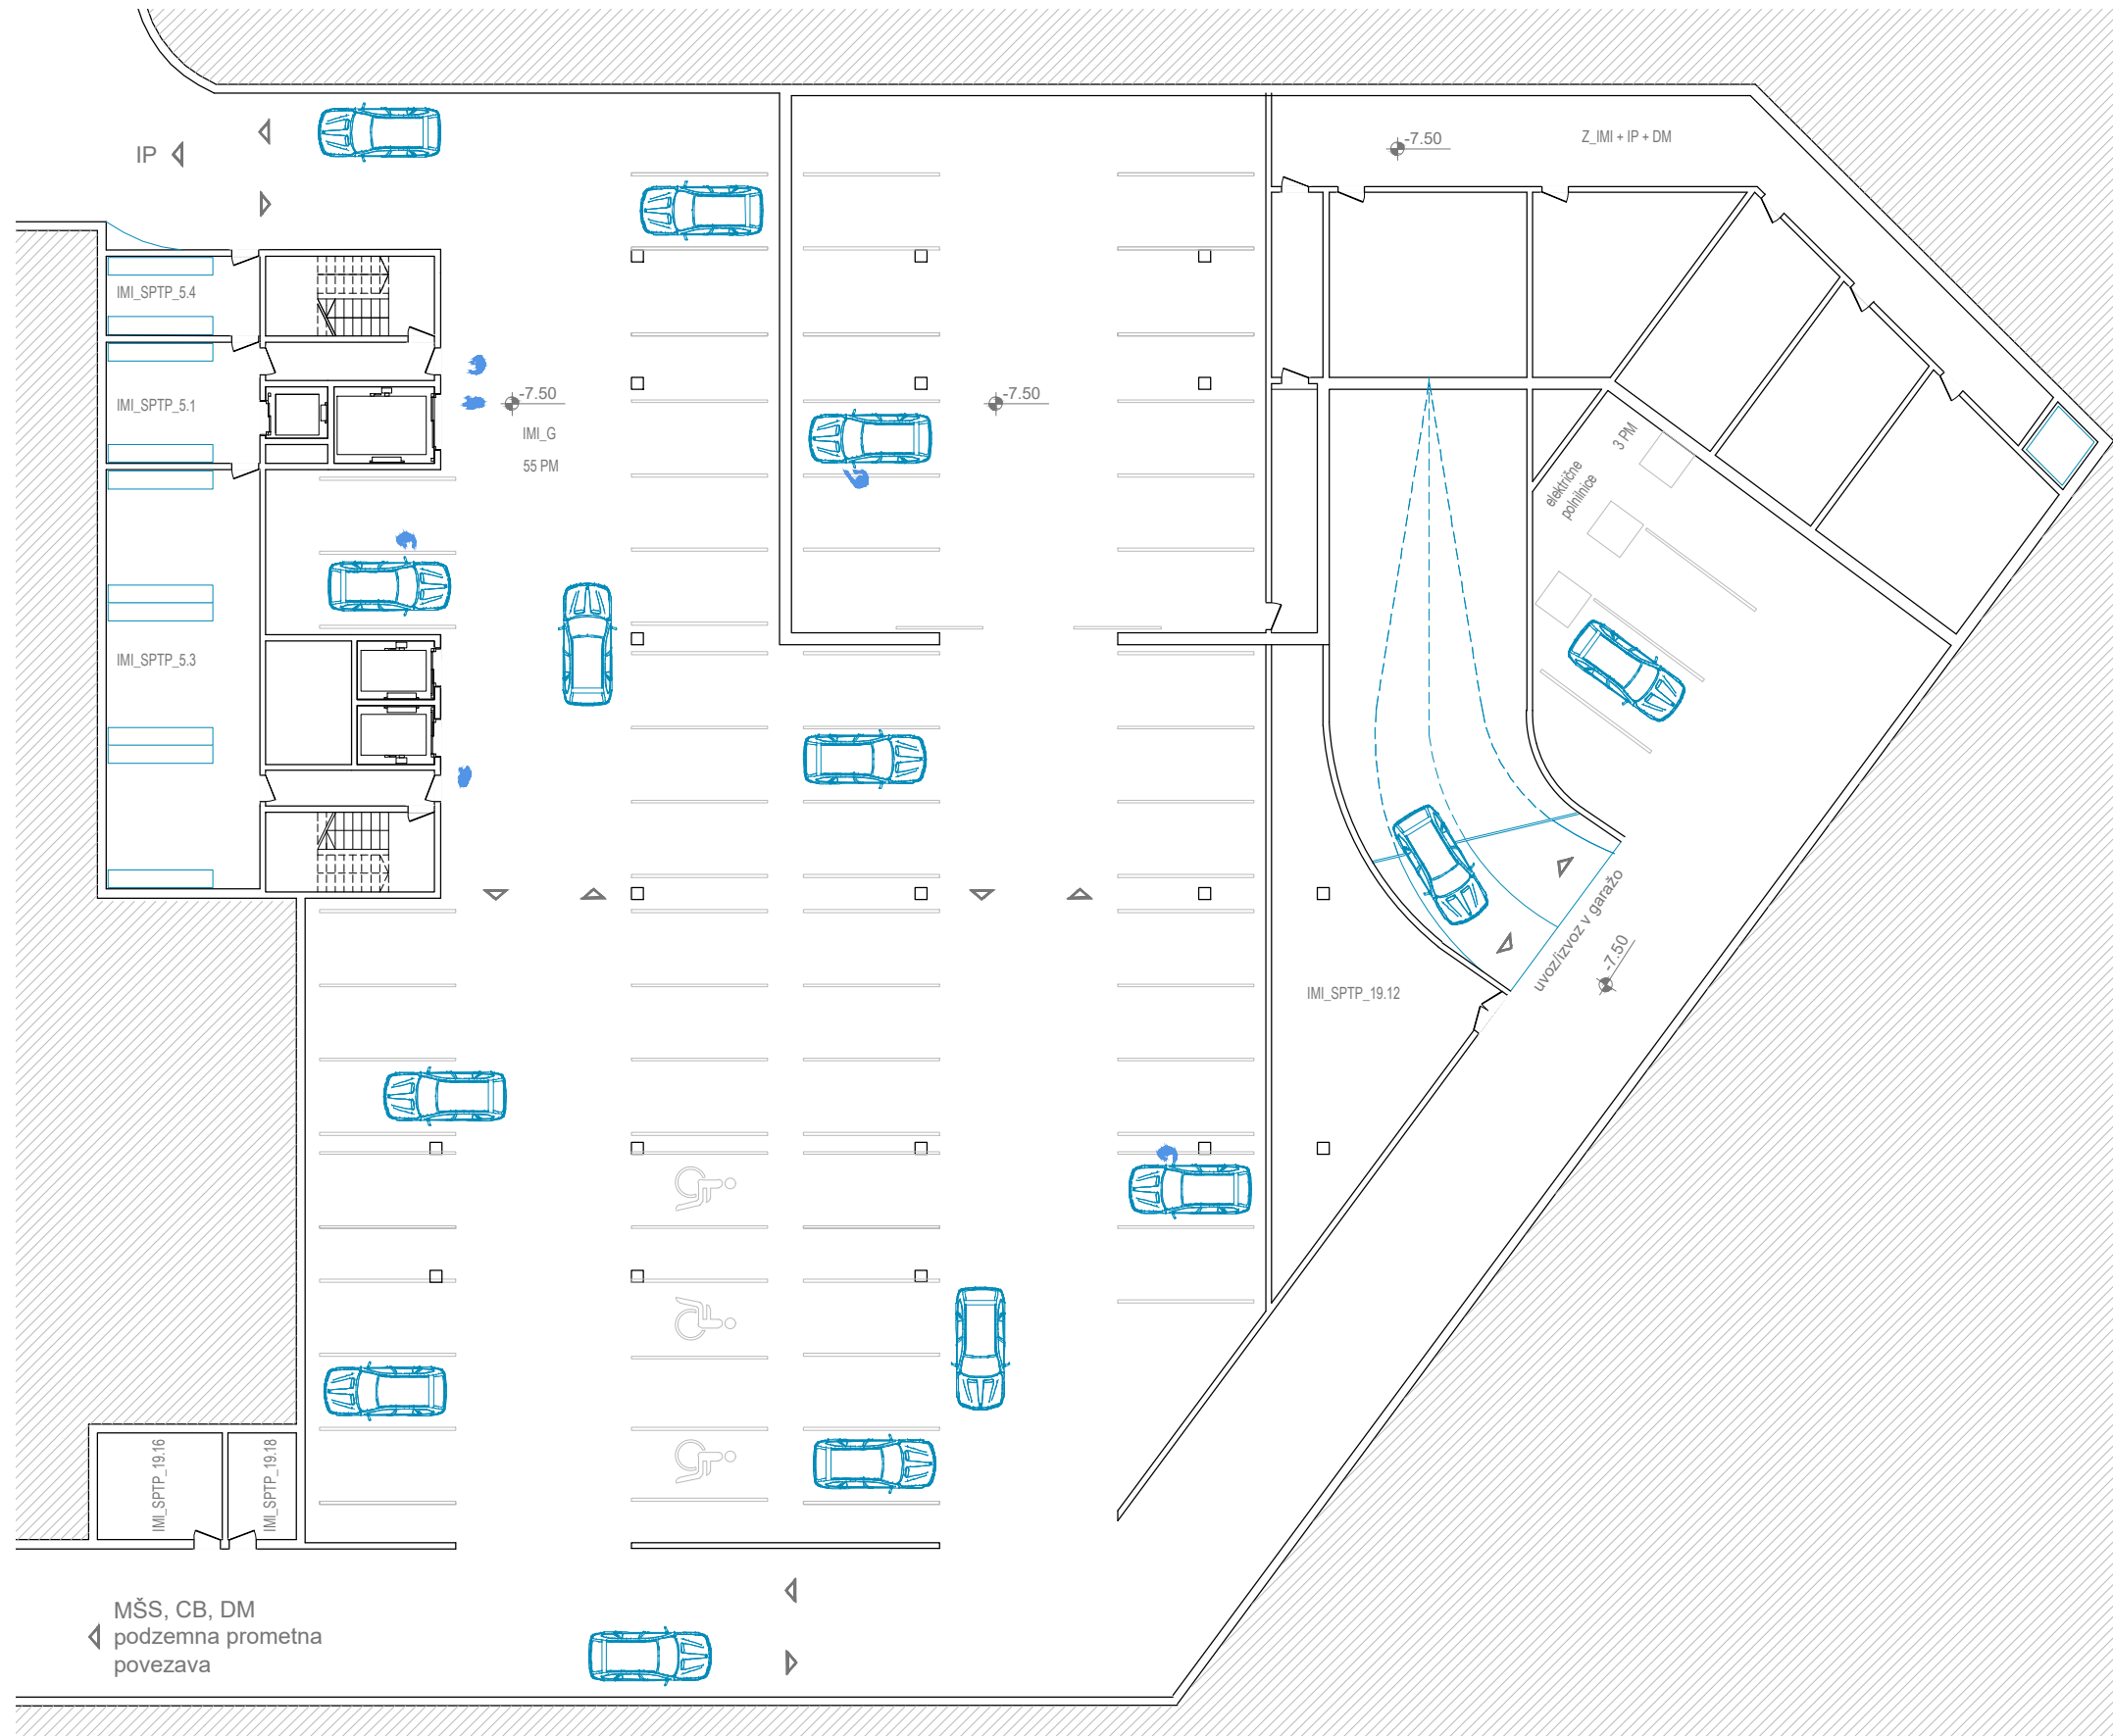 IP
-7.50
Z_IMI + IP + DM
IMI_SPTP_5.4
IMI_SPTP_5.1
-7.50
IMI_G
55 PM
-7.50
3 PM
električne
polnilnice
IMI_SPTP_5.3
uvoz/izvoz v garažo
-7.50
IMI_SPTP_19.12
IMI_SPTP_19.16
IMI_SPTP_19.18
MŠS, CB, DM
podzemna prometna
povezava